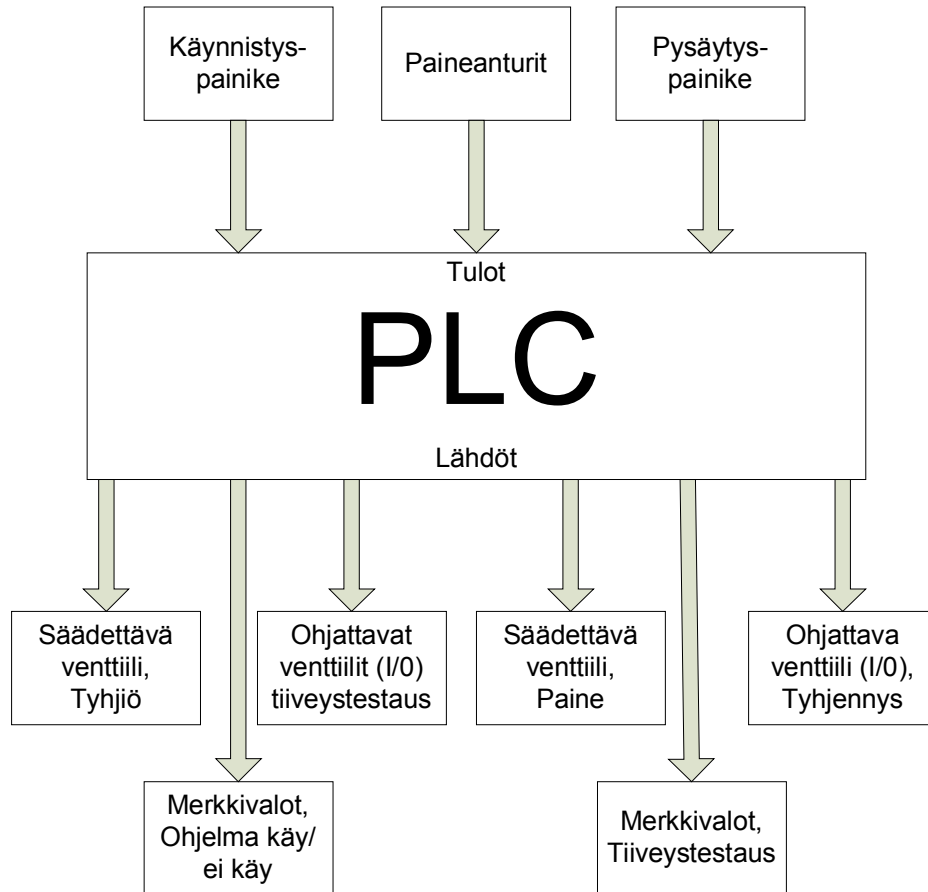 Käynnistys-
painike
Paineanturit
Pysäytys-
painike
Tulot
PLC
Lähdöt
Säädettävä
venttiili,
Tyhjiö
Ohjattavat
venttiilit (I/0)
tiiveystestaus
Säädettävä
venttiili,
Paine
Ohjattava
venttiili (I/0),
Tyhjennys
Merkkivalot,
Ohjelma käy/
ei käy
Merkkivalot,
Tiiveystestaus